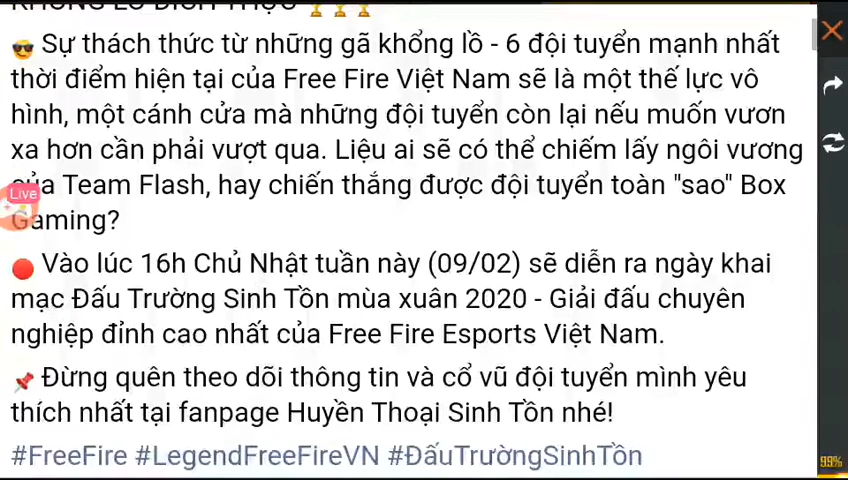 KHỔNG LỒ ĐÍCH THỰC 🏆🏆🏆
😎 Sự thách thức từ những gã khổng lồ - 6 đội tuyển mạnh nhất
thời điểm hiện tại của Free Fire Việt Nam sẽ là một thế lực vô
hình, một cánh cửa mà những đội tuyển còn lại nếu muốn vươn
xa hơn cần phải vượt qua. Liệu ai sẽ có thể chiếm lấy ngôi vương
của Team Flash, hay chiến thắng được đội tuyển toàn "sao" Box
Live
Gaming?
🔴 Vào lúc 16h Chủ Nhật tuần này (09/02) sẽ diễn ra ngày khai
mạc Đấu Trường Sinh Tồn mùa xuân 2020 - Giải đấu chuyên
nghiệp đỉnh cao nhất của Free Fire Esports Việt Nam.
📌 Đừng quên theo dõi thông tin và cổ vũ đội tuyển mình yêu
thích nhất tại fanpage Huyền Thoại Sinh Tồn nhé!
#FreeFire #LegendFreeFireVN #ĐấuTrườngSinhTồn
99%